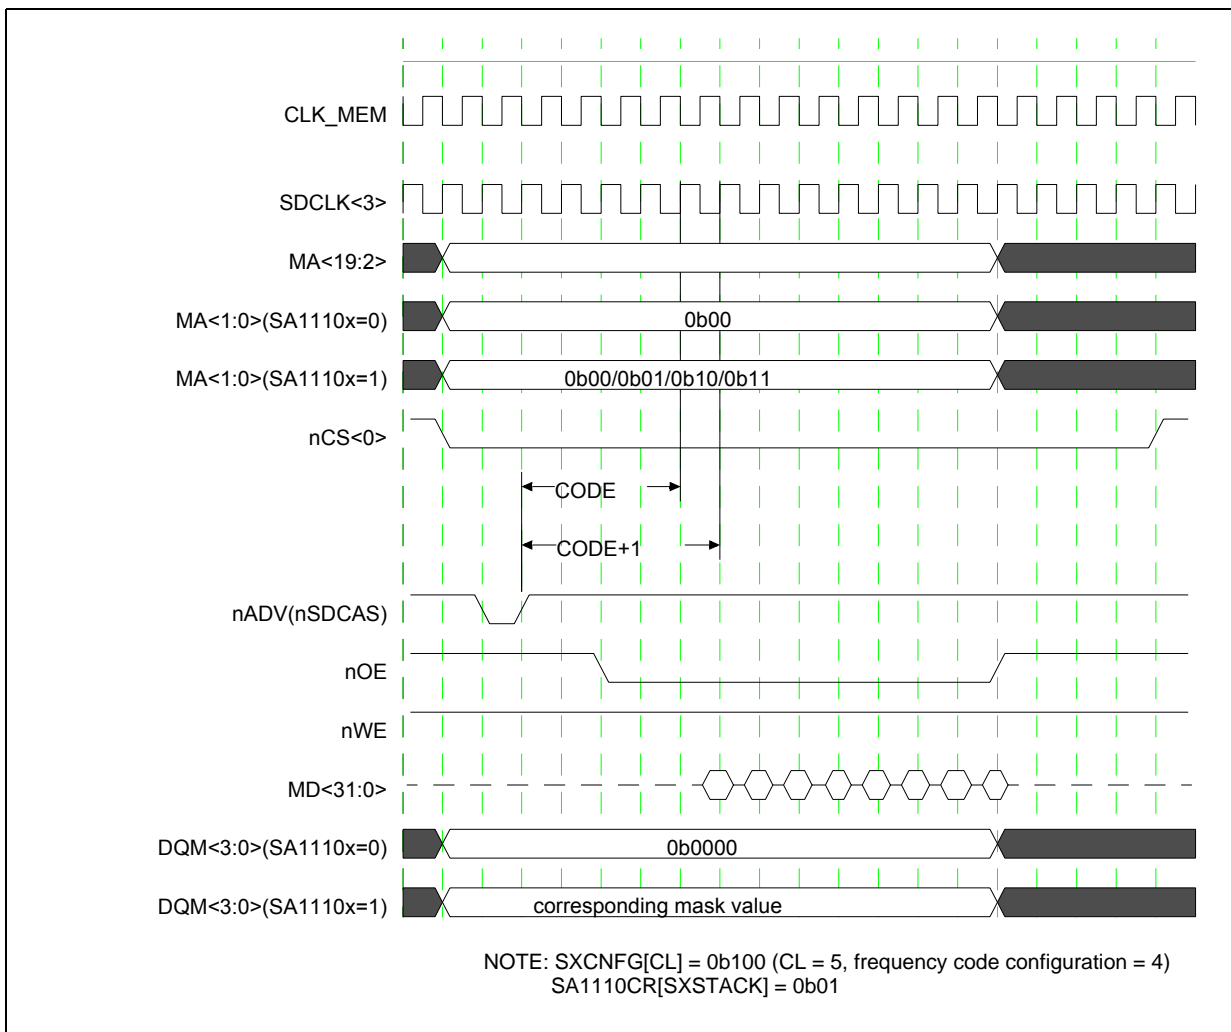 CLK_MEM
SDCLK<3>
MA<19:2>
MA<1:0>(SA1110x=0)
0b00
MA<1:0>(SA1110x=1)
0b00/0b01/0b10/0b11
nCS<0>
CODE
CODE+1
nADV(nSDCAS)
nOE
nWE
MD<31:0>
DQM<3:0>(SA1110x=0)
0b0000
DQM<3:0>(SA1110x=1)
corresponding mask value
NOTE: SXCNFG[CL] = 0b100 (CL = 5, frequency code configuration = 4)
SA1110CR[SXSTACK] = 0b01